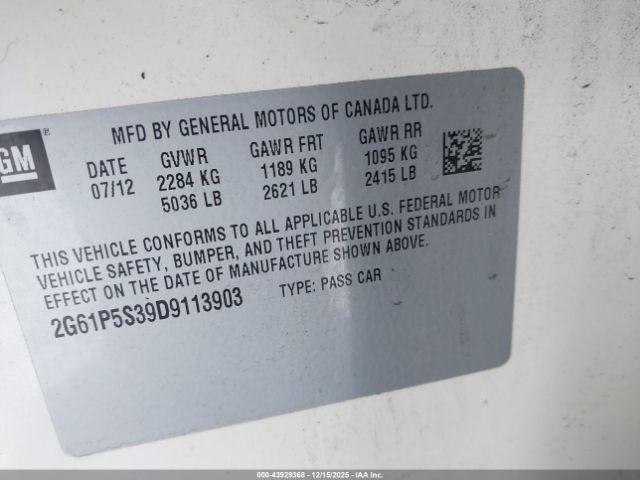 MFD BY GENERAL MOTORS OF CANADA LTD.
GM ®
DATE GVWR GAWR FRT GAWR RR
07/12 2284 KG 1189 KG 1095 KG
5036 LB 2621 LB 2415 LB
THIS VEHICLE CONFORMS TO ALL APPLICABLE U.S. FEDERAL MOTOR
VEHICLE SAFETY, BUMPER, AND THEFT PREVENTION STANDARDS IN
EFFECT ON THE DATE OF MANUFACTURE SHOWN ABOVE.
2G61P5S39D9113903 TYPE: PASS CAR
000-43929368 - 12/15/2025 - IAA Inc.